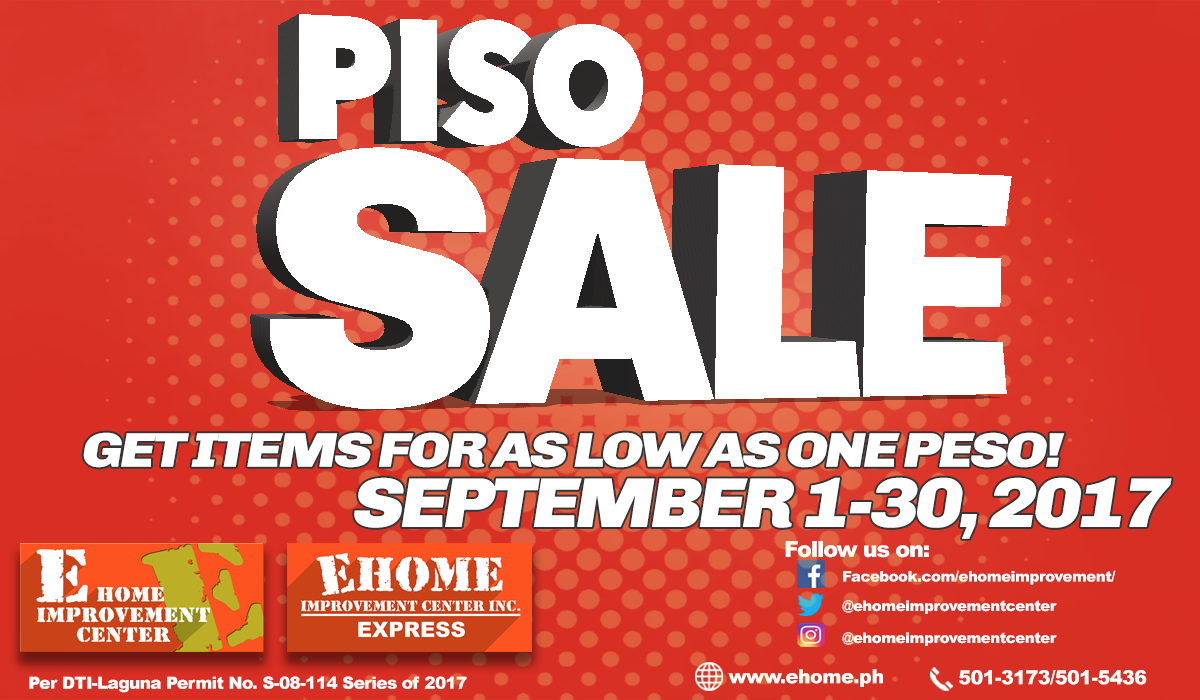 PISO
SALE
GET ITEMS FOR AS LOW AS ONE PESO!
SEPTEMBER 1-30, 2017
E HOME
IMPROVEMENT
CENTER
EHOME
IMPROVEMENT CENTER INC.
EXPRESS
Follow us on:
Facebook.com/ehomeimprovement/
@ehomeimprovementcenter
@ehomeimprovementcenter
Per DTI-Laguna Permit No. S-08-114 Series of 2017
www.ehome.ph
501-3173/501-5436